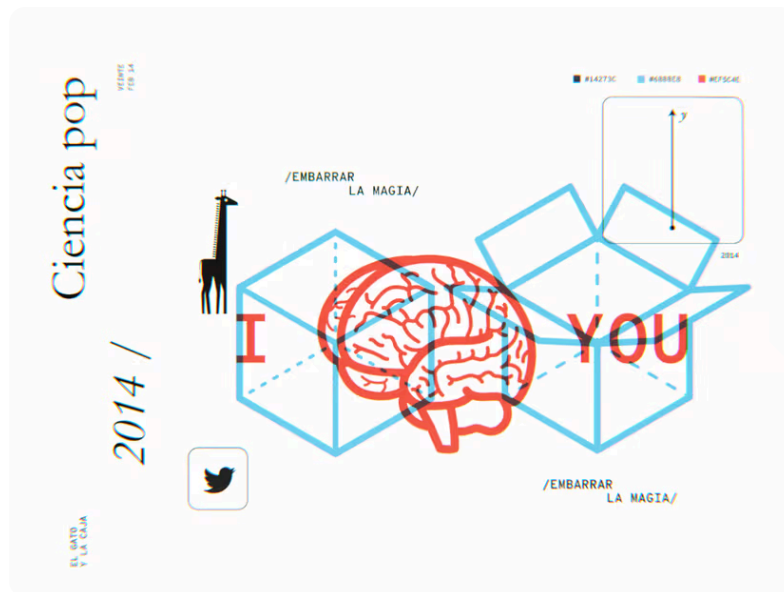 Ciencia pop
VEINTE
FEB 14
2014 /
EL GATO
Y LA CAJA
/EMBARRAR
LA MAGIA/
I
YOU
#14273C
#EF5C4E
y
2014
/EMBARRAR
LA MAGIA/